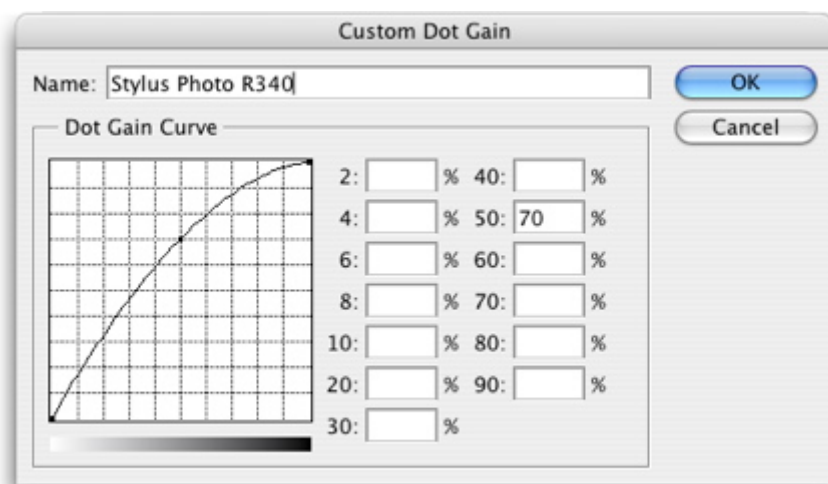 Custom Dot Gain
Name: Stylus Photo R340
OK
Dot Gain Curve
Cancel
2: % 40: %
4: % 50: 70 %
6: % 60: %
8: % 70: %
10: % 80: %
20: % 90: %
30: %